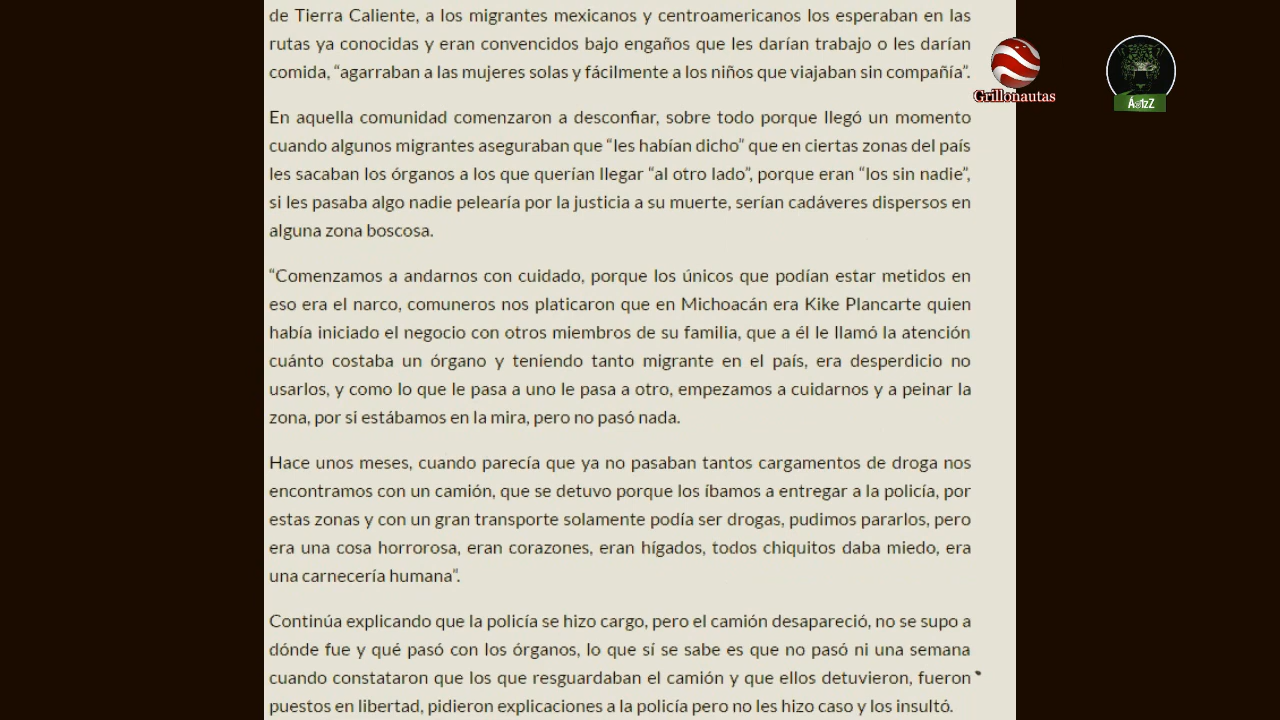 de Tierra Caliente, a los migrantes mexicanos y centroamericanos los esperaban en las
rutas ya conocidas y eran convencidos bajo engaños que les darían trabajo o les darían
comida, “agarraban a las mujeres solas y fácilmente a los niños que viajaban sin compañía”.
Grillonautas
En aquella comunidad comenzaron a desconfiar, sobre todo porque llegó un momento
cuando algunos migrantes aseguraban que “les habían dicho” que en ciertas zonas del país
les sacaban los órganos a los que querían llegar “al otro lado”, porque eran “los sin nadie”,
si les pasaba algo nadie pelearía por la justicia a su muerte, serían cadáveres dispersos en
alguna zona boscosa.
“Comenzamos a andarnos con cuidado, porque los únicos que podían estar metidos en
eso era el narco, comuneros nos platicaron que en Michoacán era Kike Plancarte quien
había iniciado el negocio con otros miembros de su familia, que a él le llamó la atención
cuánto costaba un órgano y teniendo tanto migrante en el país, era desperdicio no
usarlos, y como lo que le pasa a uno le pasa a otro, empezamos a cuidarnos y a peinar la
zona, por si estábamos en la mira, pero no pasó nada.
Hace unos meses, cuando parecía que ya no pasaban tantos cargamentos de droga nos
encontramos con un camión, que se detuvo porque los íbamos a entregar a la policía, por
estas zonas y con un gran transporte solamente podía ser drogas, pudimos pararlos, pero
era una cosa horrorosa, eran corazones, eran hígados, todos chiquitos daba miedo, era
una carnecería humana”.
Continúa explicando que la policía se hizo cargo, pero el camión desapareció, no se supo a
dónde fue y qué pasó con los órganos, lo que sí se sabe es que no pasó ni una semana
cuando constataron que los que resguardaban el camión y que ellos detuvieron, fueron
puestos en libertad, pidieron explicaciones a la policía pero no les hizo caso y los insultó.